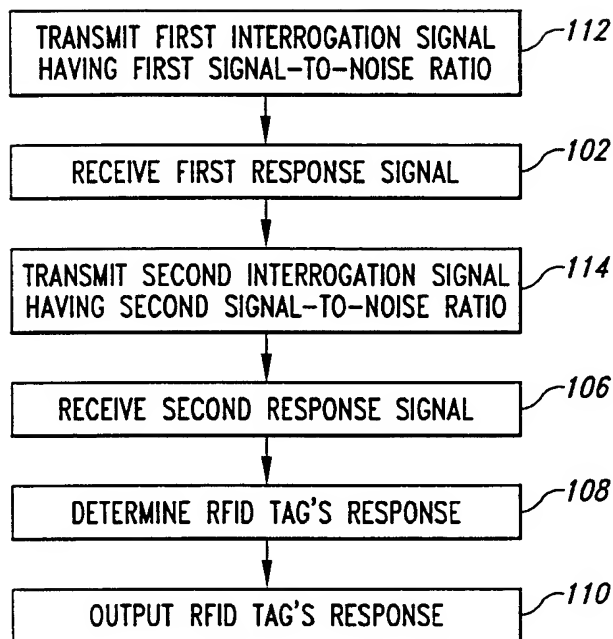 TRANSMIT FIRST INTERROGATION SIGNAL
HAVING FIRST SIGNAL-TO-NOISE RATIO
112
RECEIVE FIRST RESPONSE SIGNAL
102
TRANSMIT SECOND INTERROGATION SIGNAL
HAVING SECOND SIGNAL-TO-NOISE RATIO
114
RECEIVE SECOND RESPONSE SIGNAL
106
DETERMINE RFID TAG'S RESPONSE
108
OUTPUT RFID TAG'S RESPONSE
110